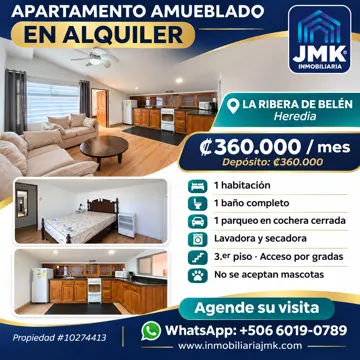 APARTAMENTO AMUEBLADO
EN ALQUILER
JMK
INMOBILIARIA
LA RIBERA DE BELÉN
Heredia
₡360.000 / mes
Depósito: ₡360.000
1 habitación
1 baño completo
1 parqueo en cochera cerrada
Lavadora y secadora
3.er piso · Acceso por gradas
No se aceptan mascotas
Agende su visita
WhatsApp: +506 6019-0789
Propiedad #10274413
www.inmobiliariajmk.com